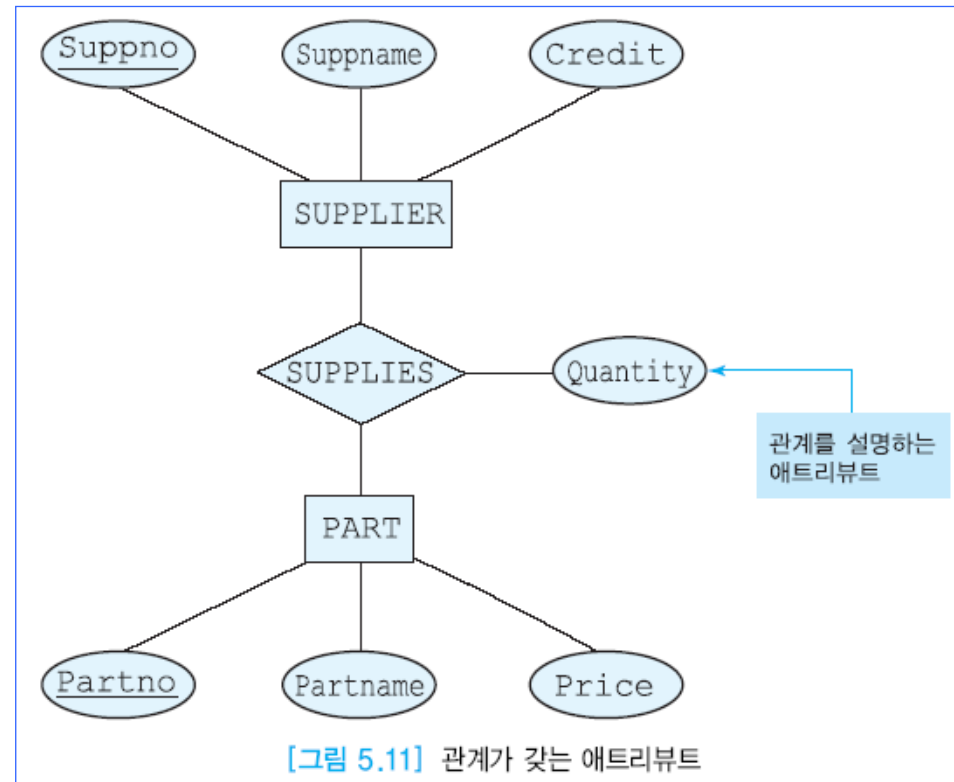 Suppno Suppname Credit
SUPPLIER
SUPPLIES Quantity
관계를 설명하는
애트리뷰트
PART
Partno Partname Price
[그림 5.11] 관계가 갖는 애트리뷰트